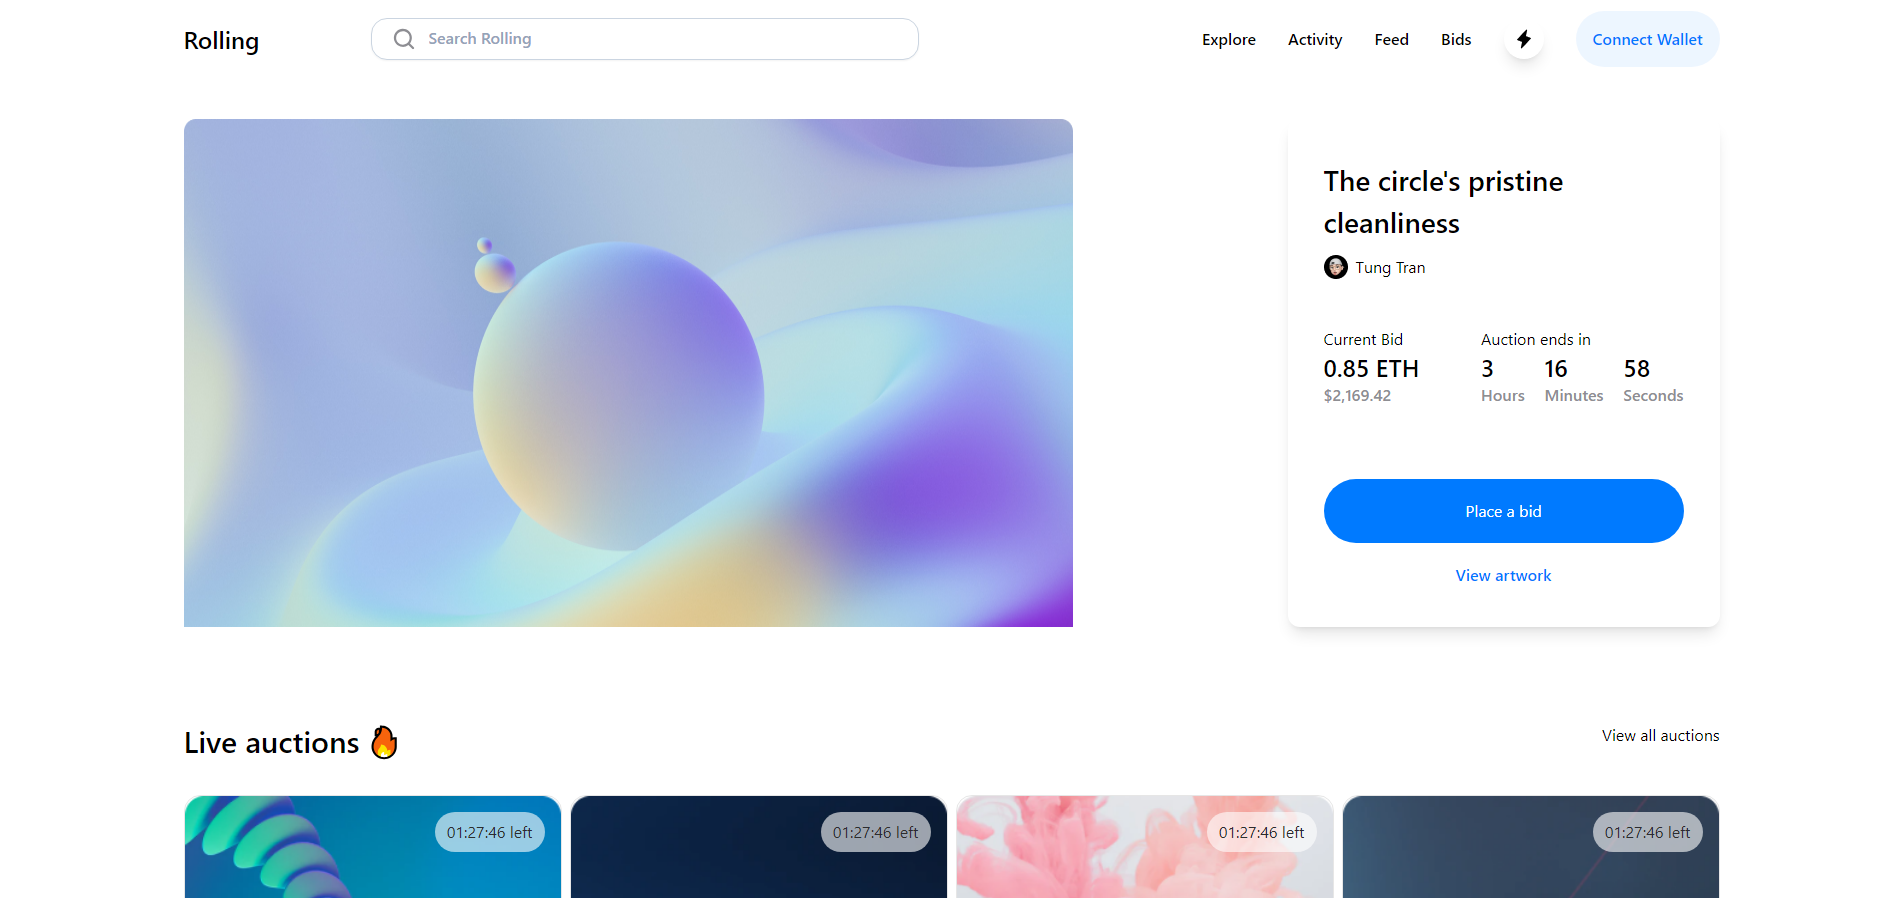 Rolling
Search Rolling
Explore
Activity
Feed
Bids
Connect Wallet
The circle's pristine
cleanliness
Tung Tran
Current Bid
0.85 ETH
$2,169.42
Auction ends in
3 16 58
Hours Minutes Seconds
Place a bid
View artwork
Live auctions
View all auctions
01:27:46 left
01:27:46 left
01:27:46 left
01:27:46 left